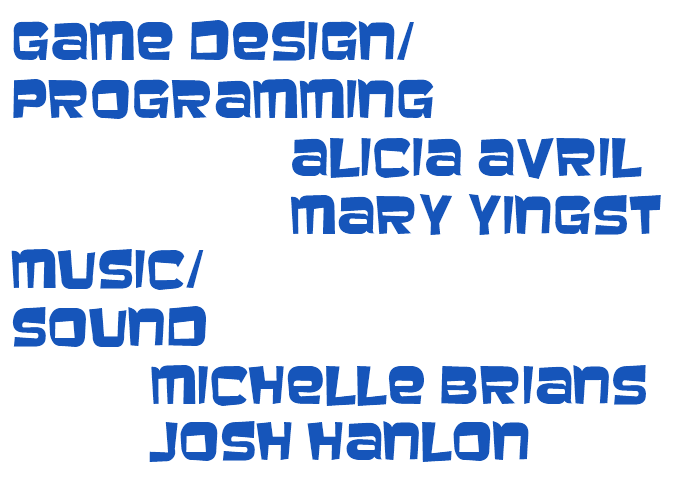 Game Design/
Programming
Alicia Avril
Mary Yingst
Music/
Sound
Michelle Brians
Josh Hanlon